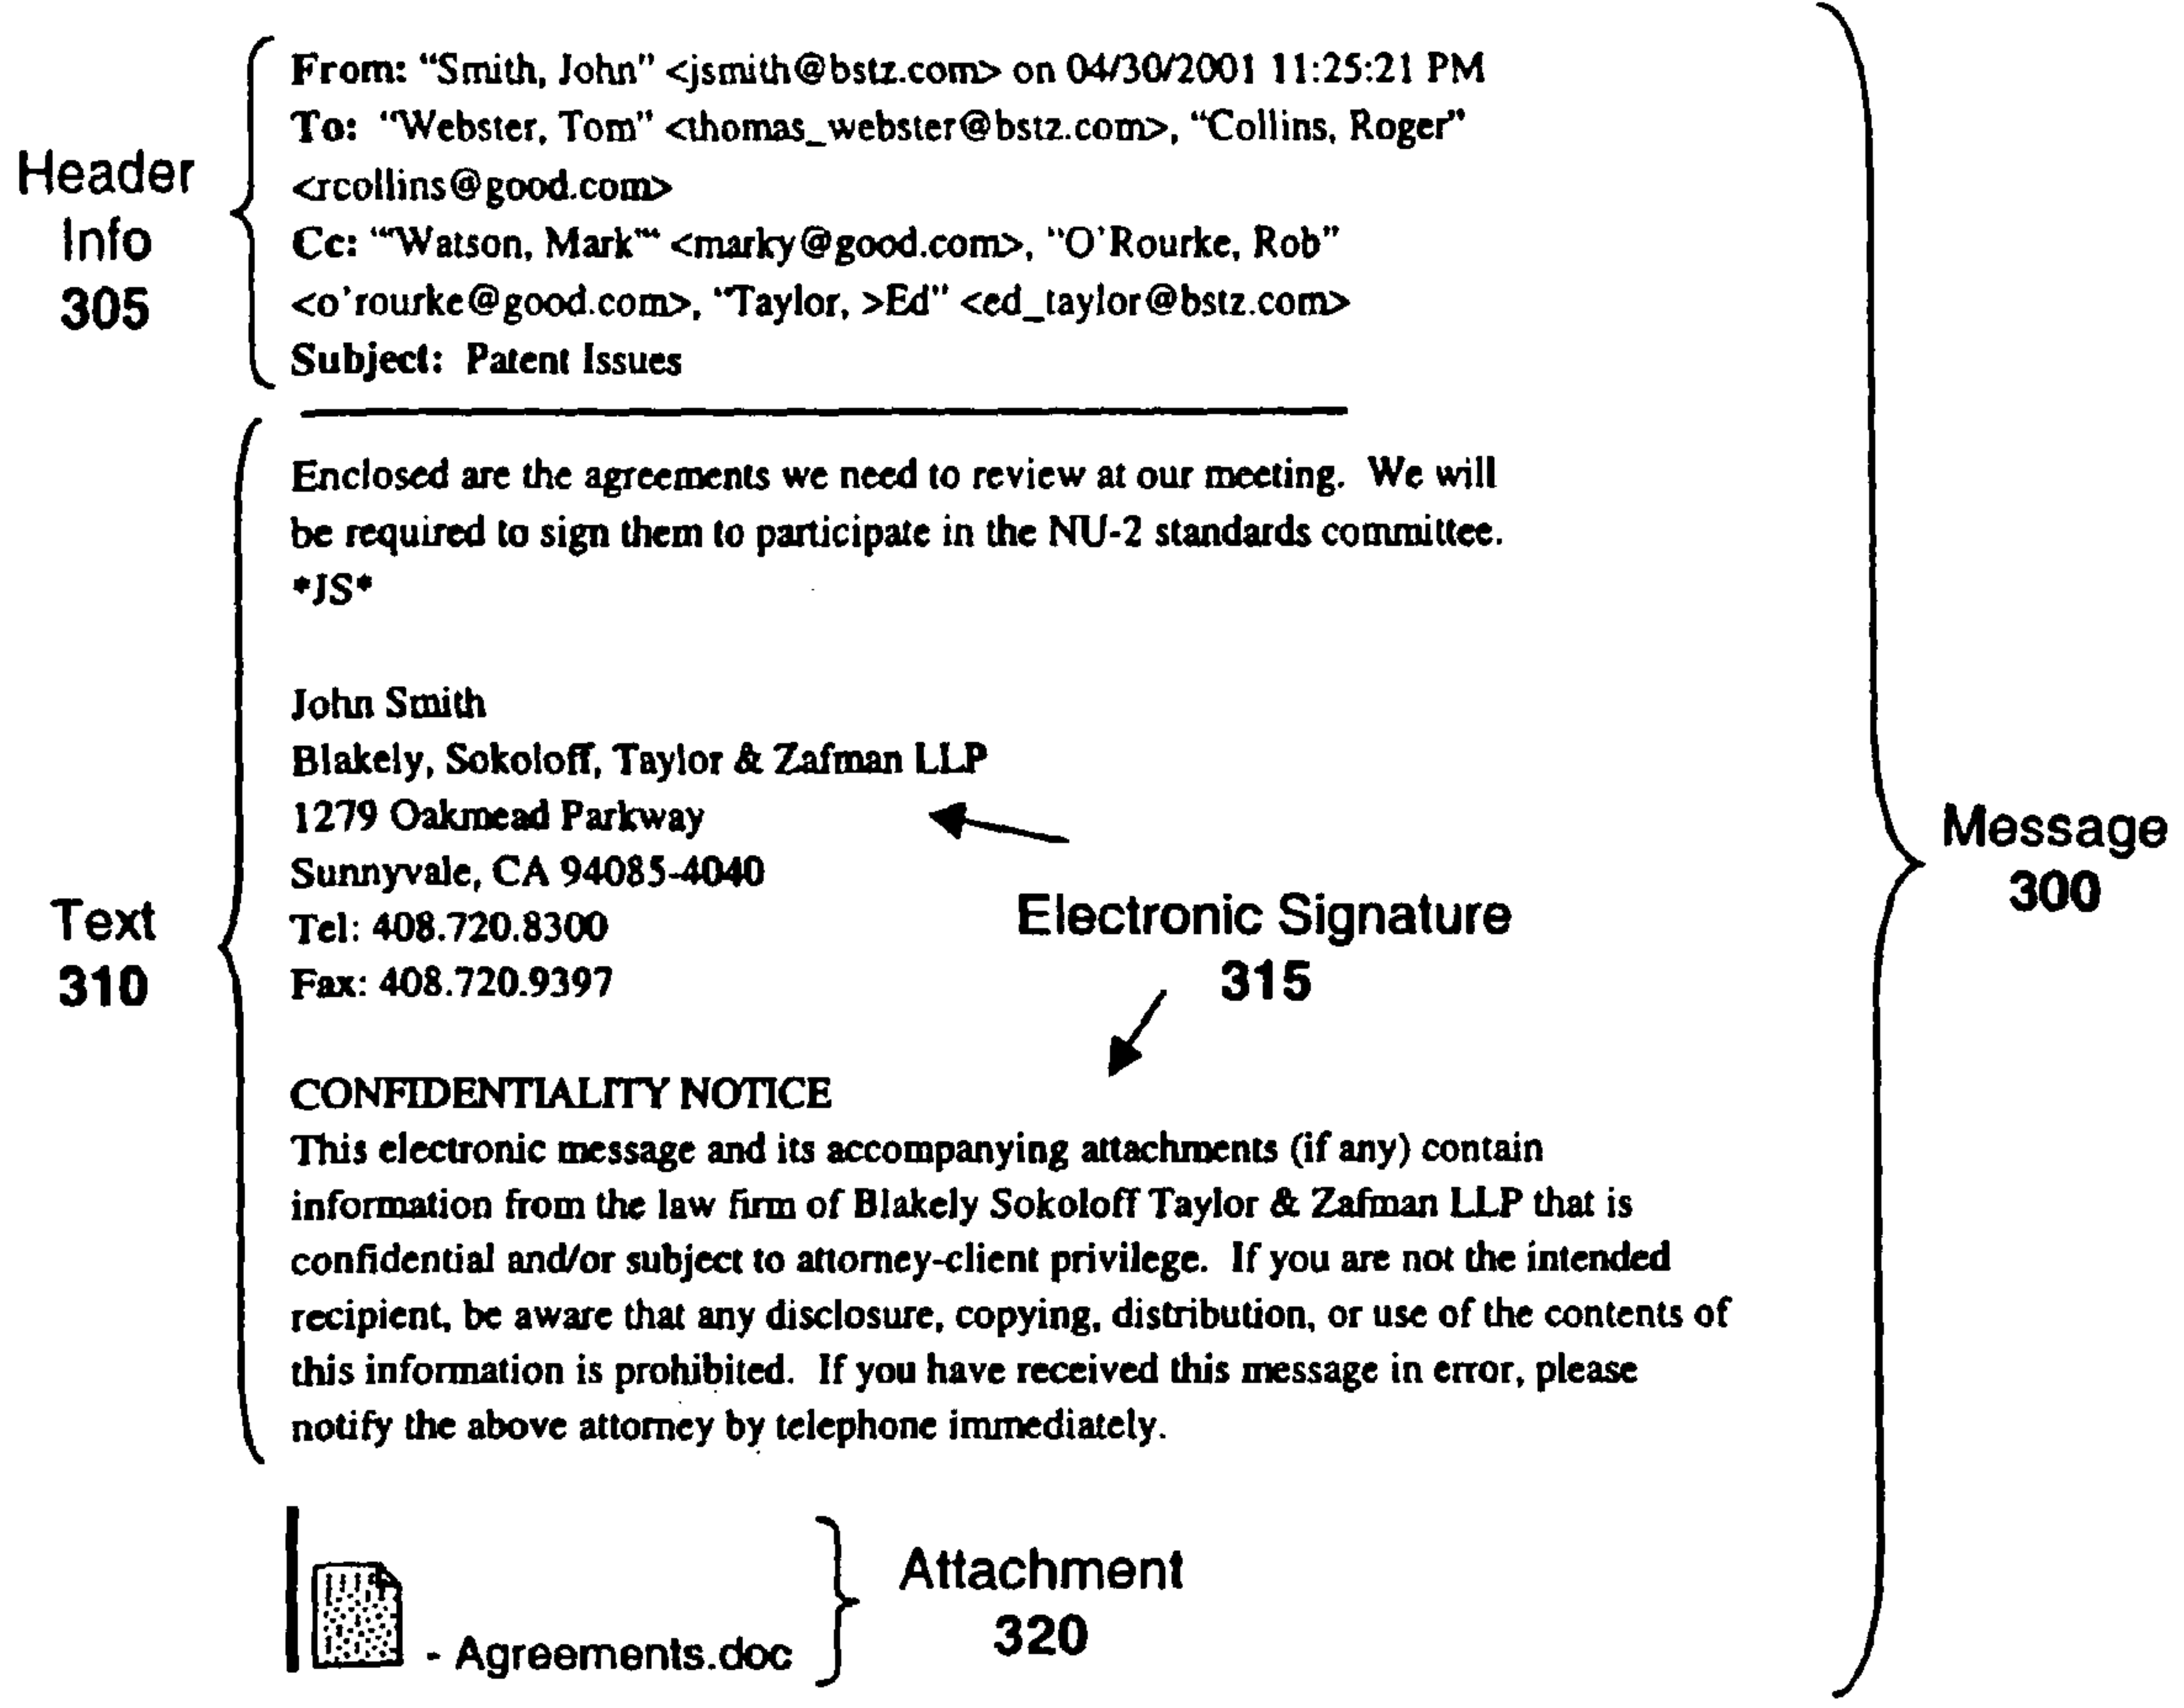 From: “Smith, John” <jsmith@bstz.com> on 04/30/2001 11:25:21 PM
To: “Webster, Tom” <thomas_webster@bstz.com>, “Collins, Roger”
<rcollins@good.com>
Cc: “‘Watson, Mark’” <marky@good.com>, “O’Rourke, Rob”
<o’rourke@good.com>, “Taylor, >Ed” <ed_taylor@bstz.com>
Subject: Patent Issues
Header
Info
305
Enclosed are the agreements we need to review at our meeting. We will
be required to sign them to participate in the NU-2 standards committee.
*JS*
John Smith
Blakely, Sokoloff, Taylor & Zafman LLP
1279 Oakmead Parkway
Sunnyvale, CA 94085-4040
Tel: 408.720.8300
Fax: 408.720.9397
Text
310
Electronic Signature
315
Message
300
CONFIDENTIALITY NOTICE
This electronic message and its accompanying attachments (if any) contain
information from the law firm of Blakely Sokoloff Taylor & Zafman LLP that is
confidential and/or subject to attorney-client privilege. If you are not the intended
recipient, be aware that any disclosure, copying, distribution, or use of the contents of
this information is prohibited. If you have received this message in error, please
notify the above attorney by telephone immediately.
- Agreements.doc
Attachment
320